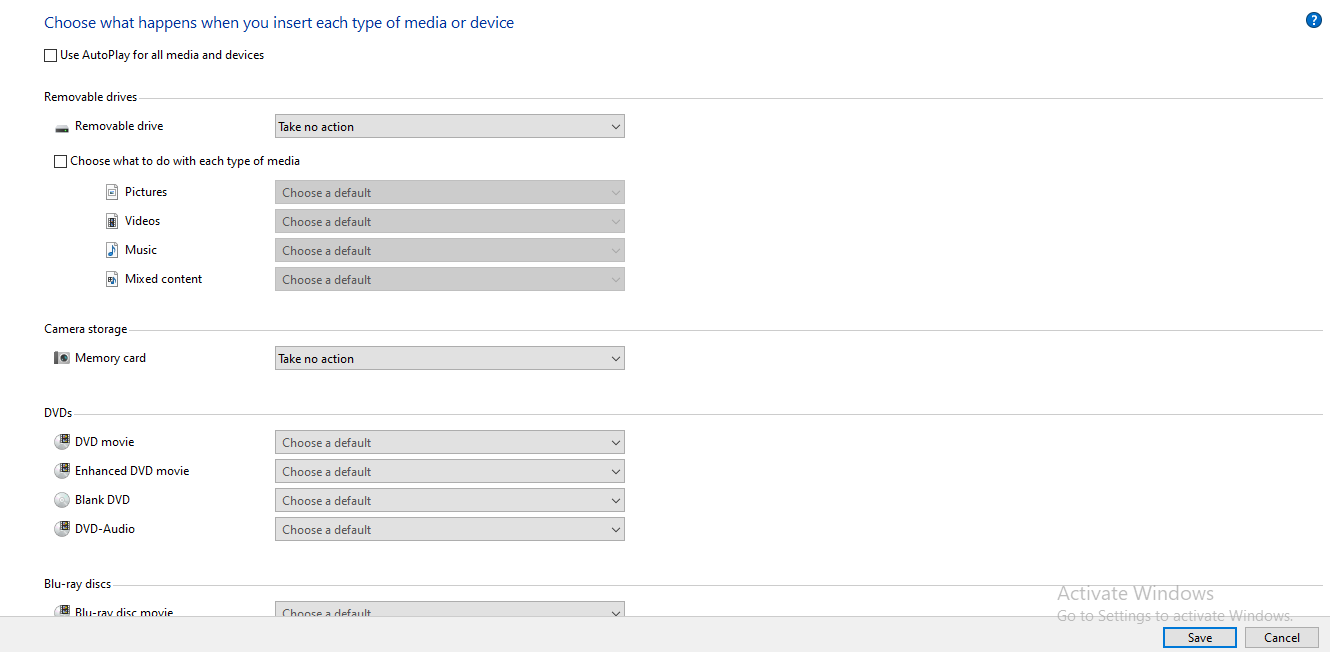 Choose what happens when you insert each type of media or device
?
Use AutoPlay for all media and devices
Removable drives
Removable drive Take no action
Choose what to do with each type of media
Pictures Choose a default
Videos Choose a default
Music Choose a default
Mixed content Choose a default
Camera storage
Memory card Take no action
DVDs
DVD movie Choose a default
Enhanced DVD movie Choose a default
Blank DVD Choose a default
DVD-Audio Choose a default
Blu-ray discs
Blu-ray disc movie Choose a default
Activate Windows
Go to Settings to activate Windows.
Save Cancel